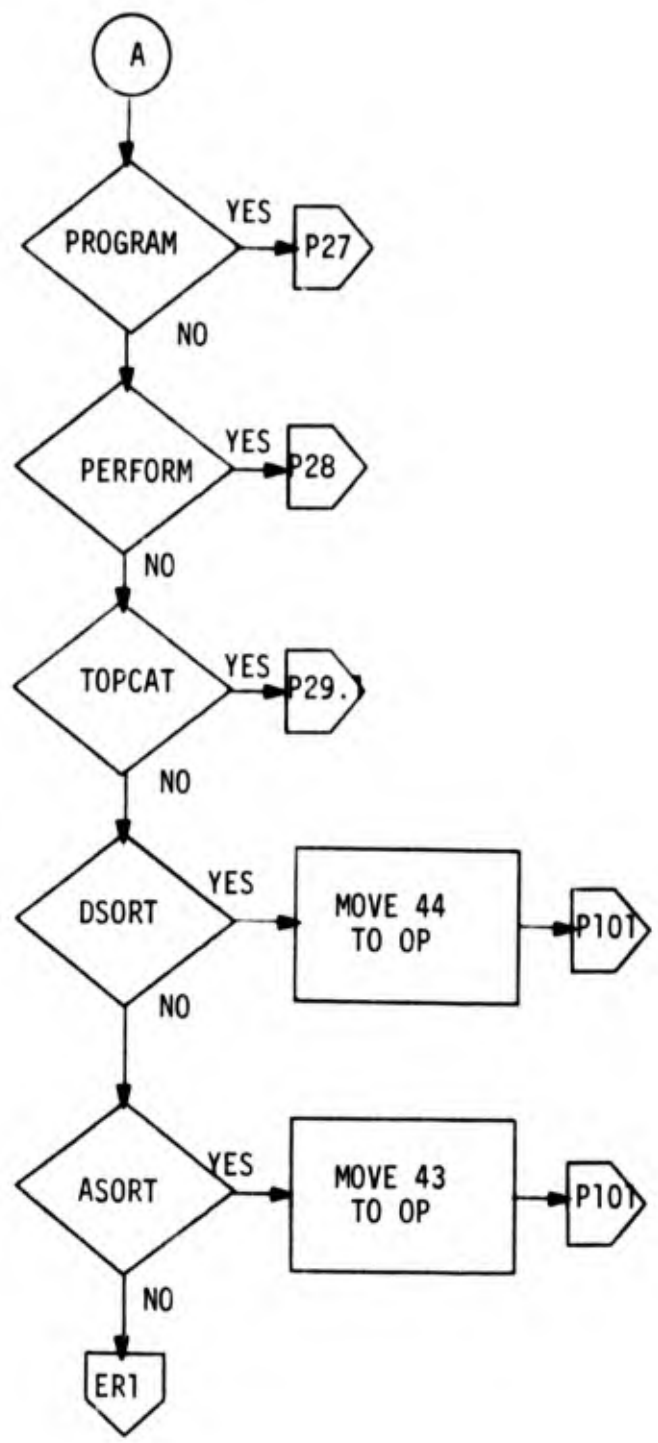 A
PROGRAM
YES
P27
NO
PERFORM
YES
P28
NO
TOPCAT
YES
P29.1
NO
DSORT
YES
MOVE 44
TO OP
P101
NO
ASORT
YES
MOVE 43
TO OP
P101
NO
ER1